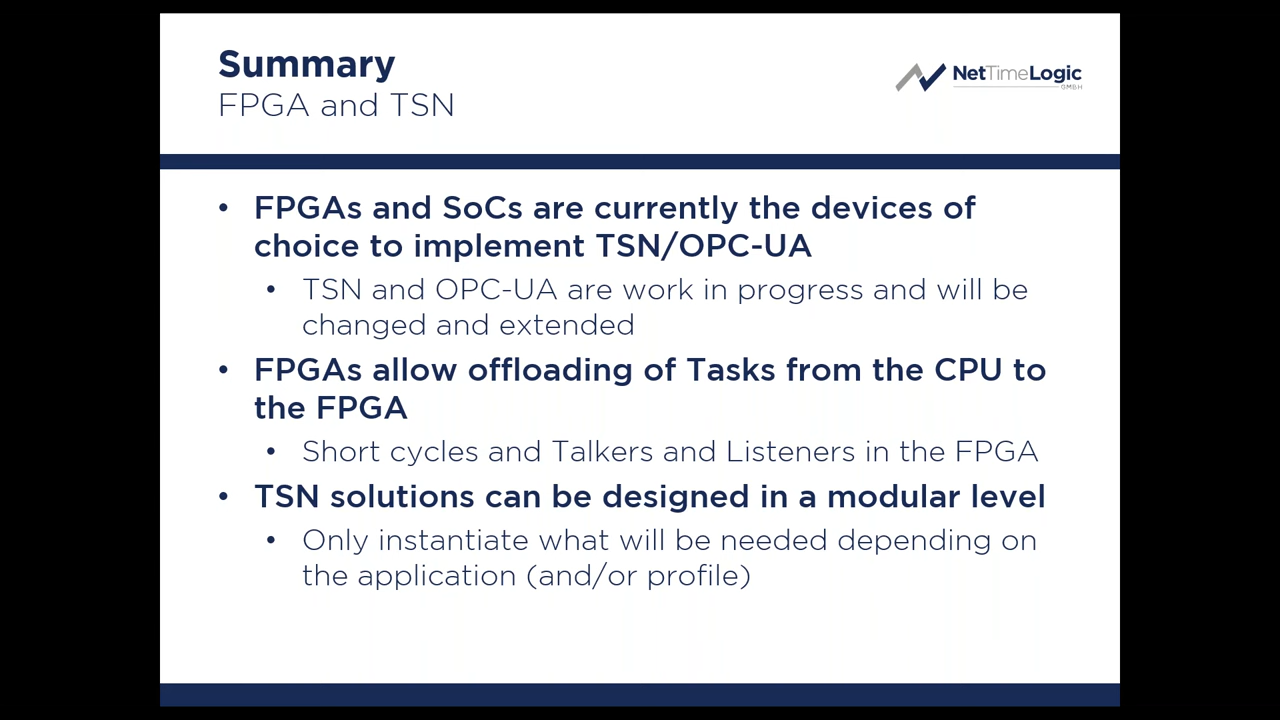 Summary
FPGA and TSN
NetTimeLogic
GMBH
• FPGAs and SoCs are currently the devices of
choice to implement TSN/OPC-UA
• TSN and OPC-UA are work in progress and will be
changed and extended
• FPGAs allow offloading of Tasks from the CPU to
the FPGA
• Short cycles and Talkers and Listeners in the FPGA
• TSN solutions can be designed in a modular level
• Only instantiate what will be needed depending on
the application (and/or profile)